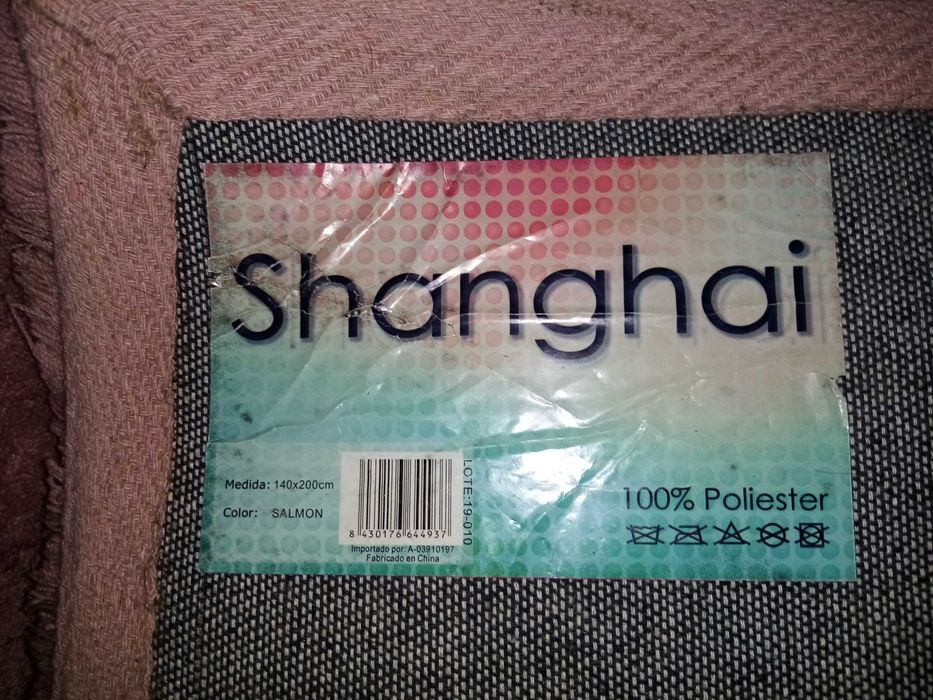 Shanghai
Medida: 140x200cm
Color: SALMON
8 430176 644937
LOTE:19-010
Importado por: A-03910197
Fabricado en China
100% Poliester